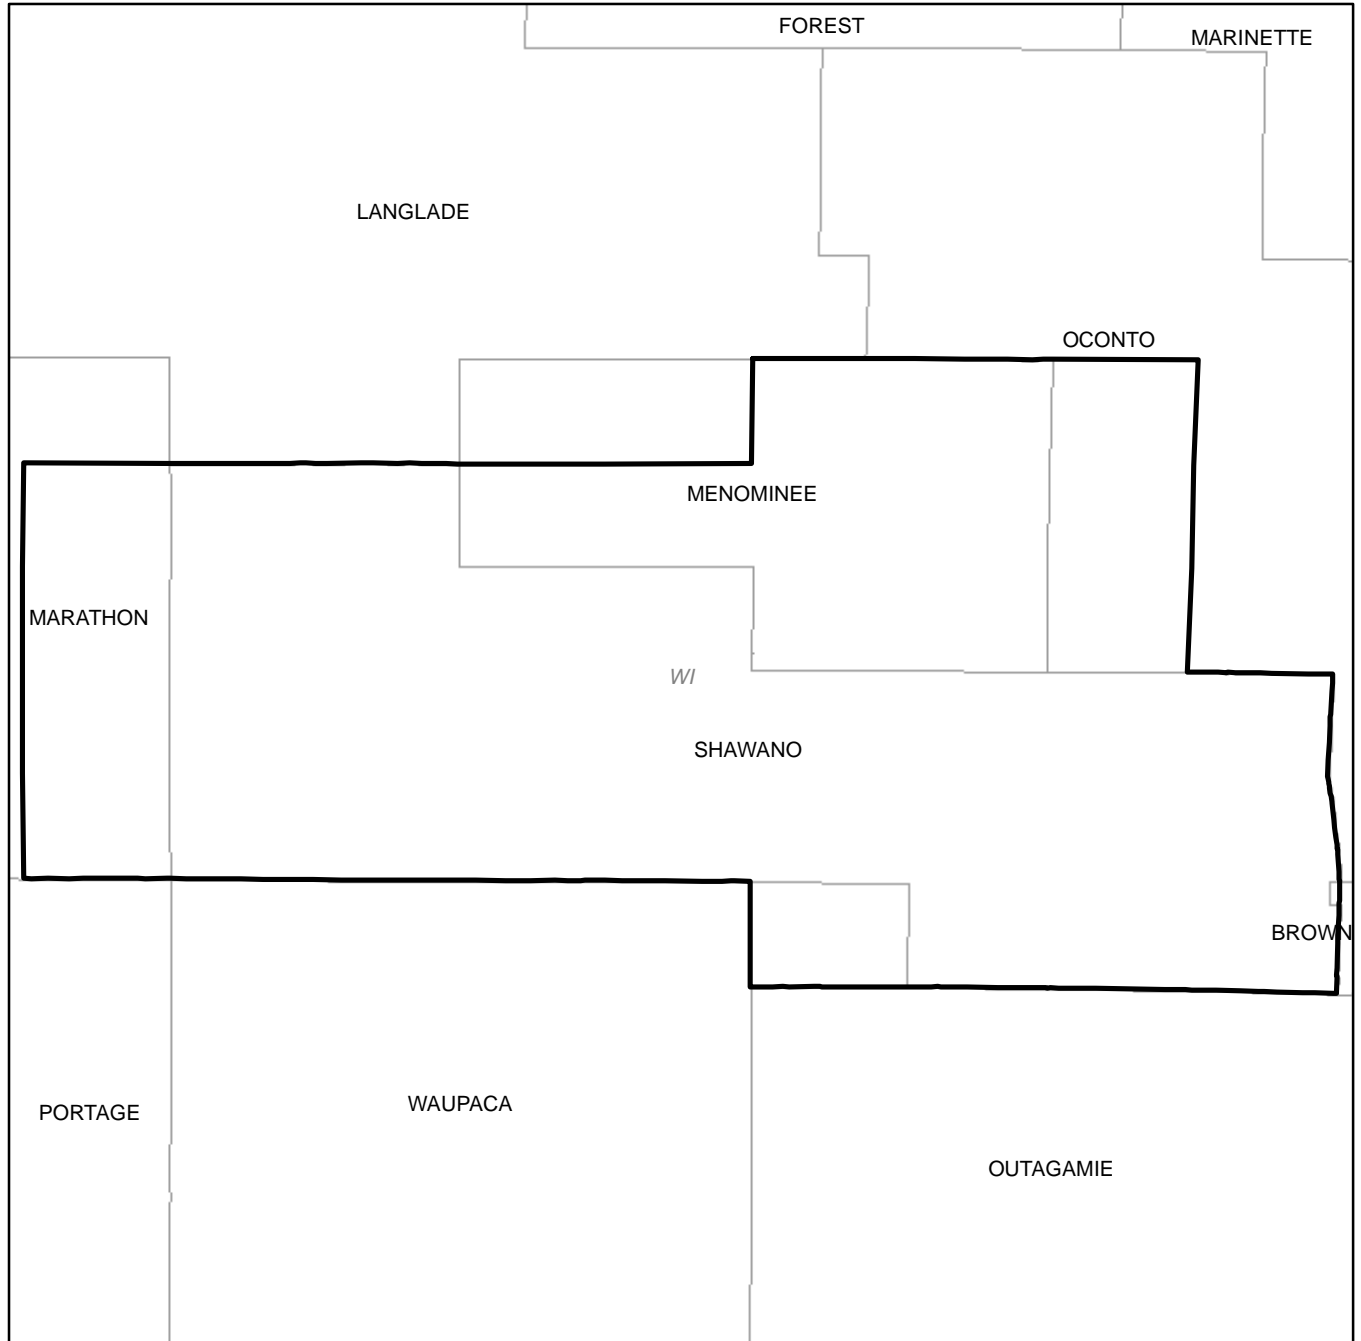 FOREST
MARINETTE
LANGLADE
OCONTO
MENOMINEE
MARATHON
WI
SHAWANO
BROWN
WAUPACA
PORTAGE
OUTAGAMIE